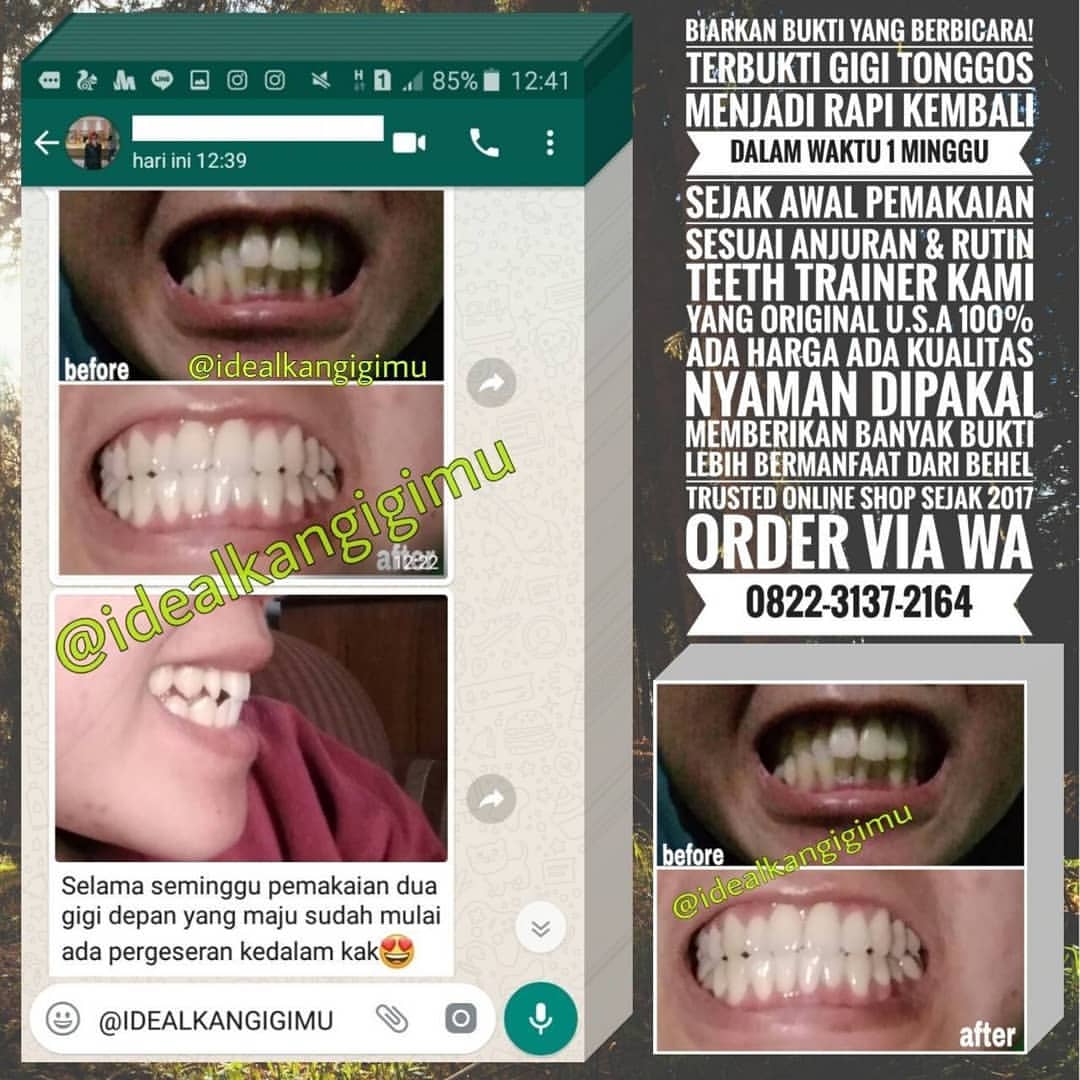 H 1 85% 12:41
hari ini 12:39
before
@idealkangigimu
after
12:22
@idealkangigimu
Selama seminggu pemakaian dua
gigi depan yang maju sudah mulai
ada pergeseran kedalam kak
@IDEALKANGIGIMU
BIARKAN BUKTI YANG BERBICARA!
TERBUKTI GIGI TONGGOS
MENJADI RAPI KEMBALI
DALAM WAKTU 1 MINGGU
SEJAK AWAL PEMAKAIAN
SESUAI ANJURAN & RUTIN
TEETH TRAINER KAMI
YANG ORIGINAL U.S.A 100%
ADA HARGA ADA KUALITAS
NYAMAN DIPAKAI
MEMBERIKAN BANYAK BUKTI
LEBIH BERMANFAAT DARI BEHEL
TRUSTED ONLINE SHOP SEJAK 2017
ORDER VIA WA
0822-3137-2164
before
@idealkangigimu
after